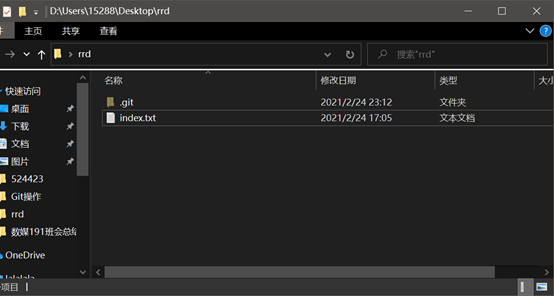 D:\Users\15288\Desktop\rrd
主页 共享 查看
rrd
搜索"rrd"
名称 修改日期 类型 大小
快速访问
.git 2021/2/24 23:12 文件夹
桌面
index.txt 2021/2/24 17:05 文本文档
下载
文档
图片
524423
Git操作
rrd
数媒191班会总结
OneDrive
lalalala
项目